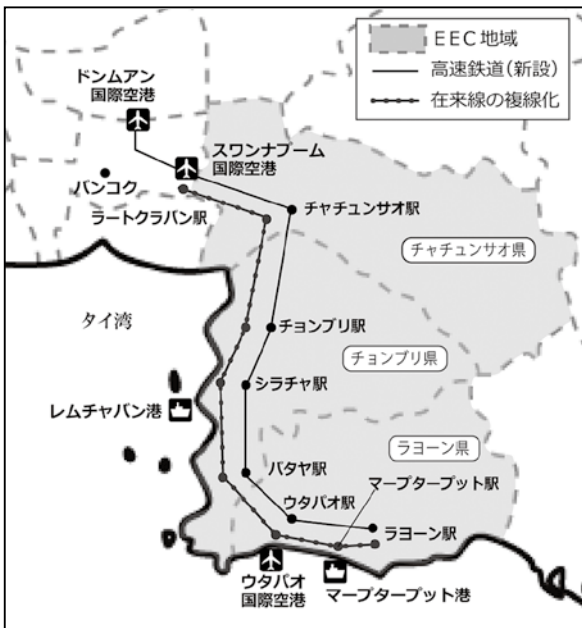 EEC地域
高速鉄道(新設)
在来線の複線化
ドンムアン
国際空港
スワンナプーム
国際空港
バンコク
ラートクラバン駅
チャチュンサオ駅
チャチュンサオ県
タイ湾
チョンブリ駅
チョンブリ県
シラチャ駅
レムチャバン港
ラヨーン県
パタヤ駅
マープタープット駅
ウタパオ駅
ラヨーン駅
ウタパオ
国際空港
マープタープット港